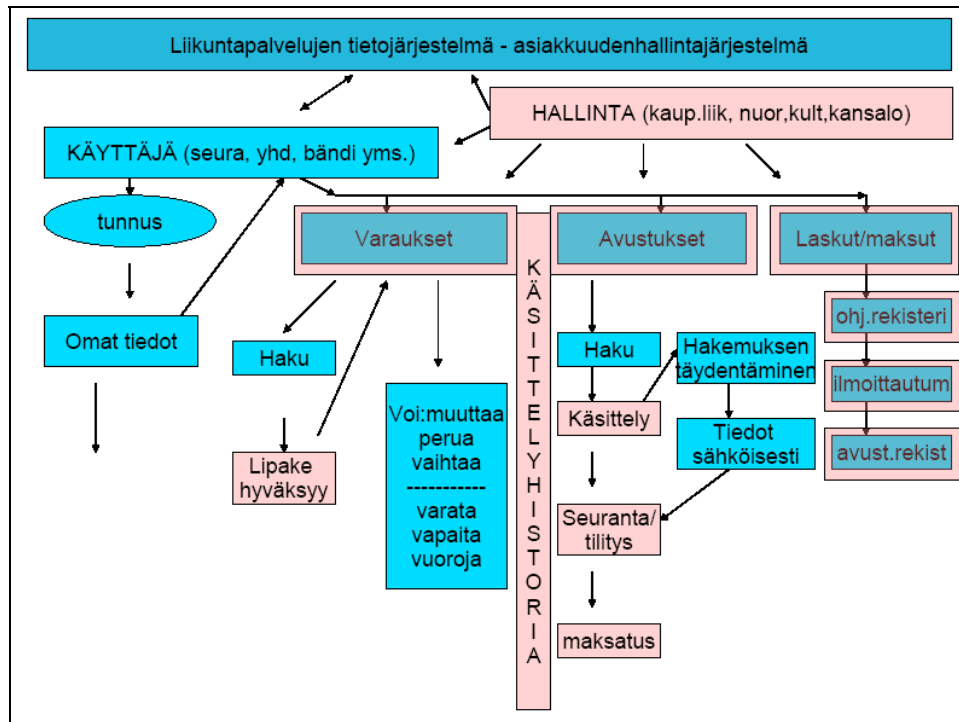 Liikuntapalvelujen tietojärjestelmä - asiakkuudenhallintajärjestelmä
HALLINTA (kaup.liik, nuor,kult,kansalo)
KÄYTTÄJÄ (seura, yhd, bändi yms.)
tunnus
Omat tiedot
Varaukset
Haku
Lipake
hyväksyy
Voi:muuttaa
perua
vaihtaa
-----------
varata
vapaita
vuoroja
KÄSITTELYHISTORIA
Avustukset
Haku
Käsittely
Hakemuksen
täydentäminen
Tiedot
sähköisesti
Seuranta/
tilitys
maksatus
Laskut/maksut
ohj.rekisteri
ilmoittautum
avust.rekist